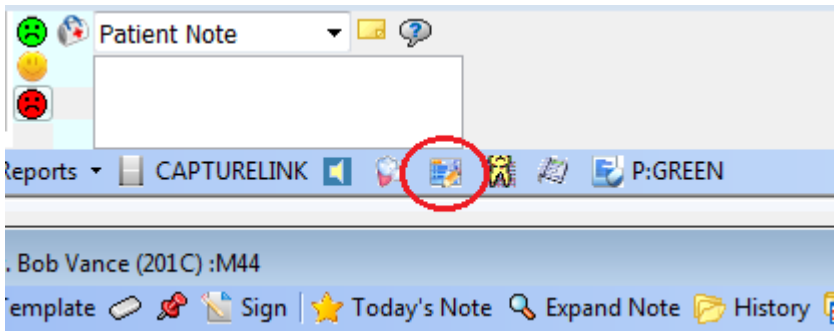 Patient Note
Reports CAPTURELINK P:GREEN
. Bob Vance (201C) :M44
Template Sign Today's Note Expand Note History